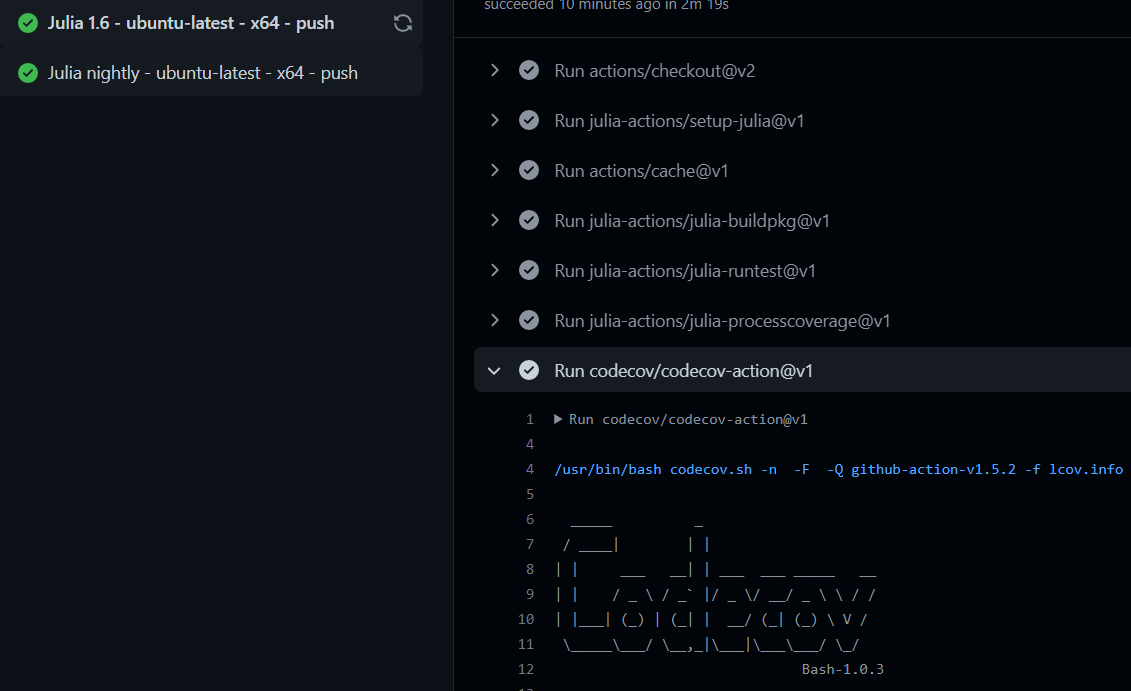 Julia 1.6 - ubuntu-latest - x64 - push
Julia nightly - ubuntu-latest - x64 - push
succeeded 10 minutes ago in 2m 19s
Run actions/checkout@v2
Run julia-actions/setup-julia@v1
Run actions/cache@v1
Run julia-actions/julia-buildpkg@v1
Run julia-actions/julia-runtest@v1
Run julia-actions/julia-processcoverage@v1
Run codecov/codecov-action@v1
1 ▶ Run codecov/codecov-action@v1
4
4 /usr/bin/bash codecov.sh -n  -F  -Q github-action-v1.5.2 -f lcov.info
5
6   _____          _
7  / ____|        | |
8 | |     ___   __| | ___  ___ _____   __
9 | |    / _ \ / _` |/ _ \/ __/ _ \ \ / /
10 | |___| (_) | (_| |  __/ (_| (_) \ V /
11  \_____\___/ \__,_|\___|\___\___/ \_/
12                               Bash-1.0.3
13